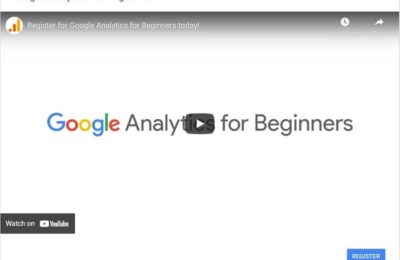 Register for Google Analytics for Beginners today!
Google Analytics for Beginners
Watch on YouTube
REGISTER